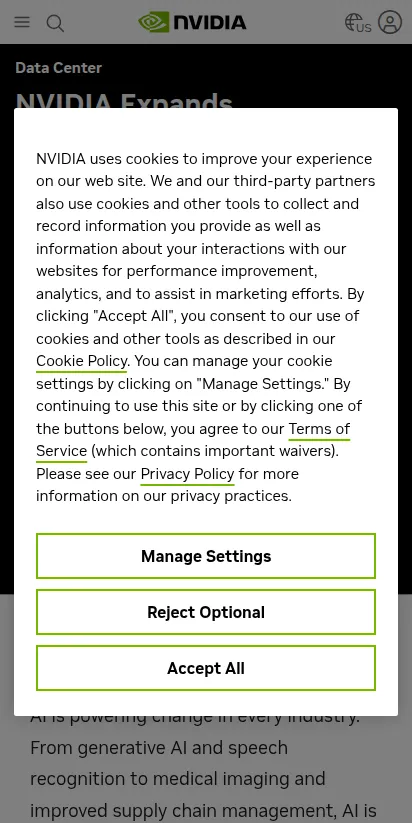 NVIDIA
US
Data Center
NVIDIA Expands
NVIDIA uses cookies to improve your experience
on our web site. We and our third-party partners
also use cookies and other tools to collect and
record information you provide as well as
information about your interactions with our
websites for performance improvement,
analytics, and to assist in marketing efforts. By
clicking "Accept All", you consent to our use of
cookies and other tools as described in our
Cookie Policy. You can manage your cookie
settings by clicking on "Manage Settings." By
continuing to use this site or by clicking one of
the buttons below, you agree to our Terms of
Service (which contains important waivers).
Please see our Privacy Policy for more
information on our privacy practices.
Manage Settings
Reject Optional
Accept All
AI is powering change in every industry.
From generative AI and speech
recognition to medical imaging and
improved supply chain management, AI is